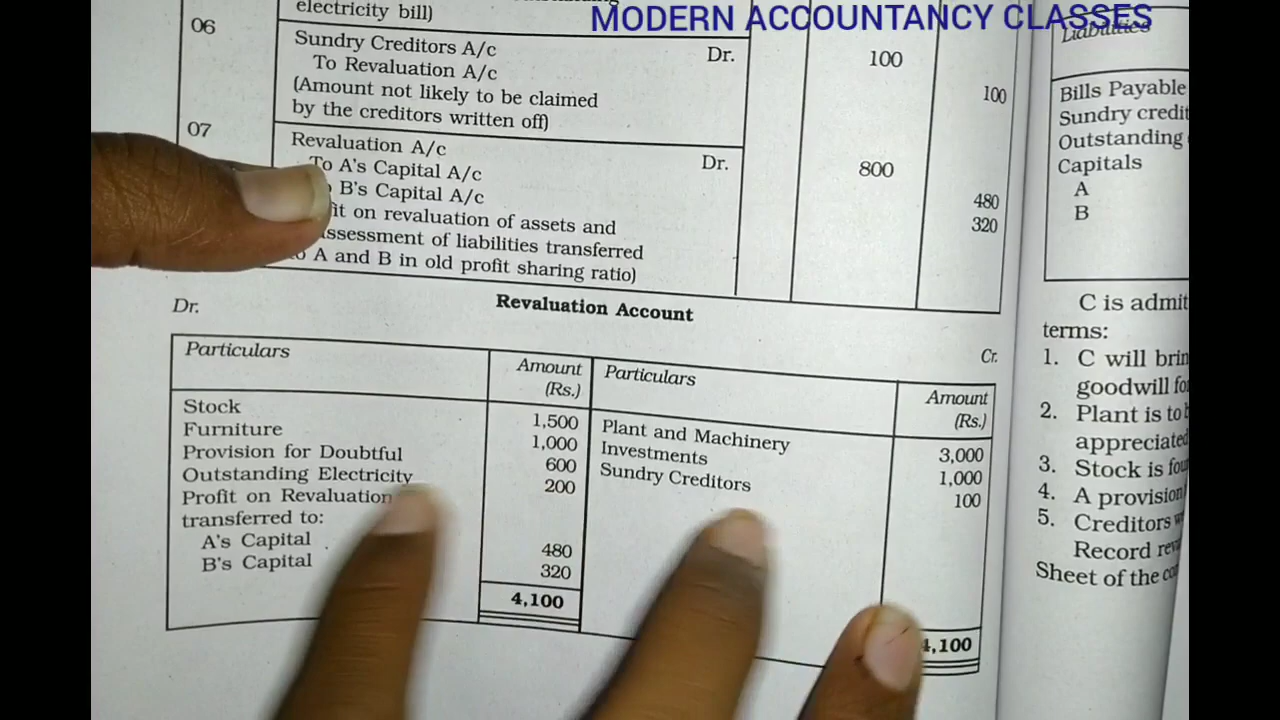 MODERN ACCOUNTANCY CLASSES
electricity bill)
06
Sundry Creditors A/c Dr. 100
To Revaluation A/c 100
(Amount not likely to be claimed
by the creditors written off)
07
Revaluation A/c Dr. 800
To A's Capital A/c 480
B's Capital A/c 320
on revaluation of assets and
of liabilities transferred
A and B in old profit sharing ratio)
Revaluation Account
Dr. Cr.
Particulars Amount (Rs.) Particulars Amount (Rs.)
Stock 1,500 Plant and Machinery 3,000
Furniture 1,000 Investments 1,000
Provision for Doubtful 600 Sundry Creditors 100
Outstanding Electricity 200
Profit on Revaluation
transferred to:
A's Capital 480
B's Capital 320
4,100 4,100
Liabilities
Bills Payable
Sundry
Outstanding
Capitals
A
B
C is
terms:
1. C will
goodwill
2. Plant is to
appreciated
3. Stock is
4. A provision
5. Creditors
Record
Sheet of the